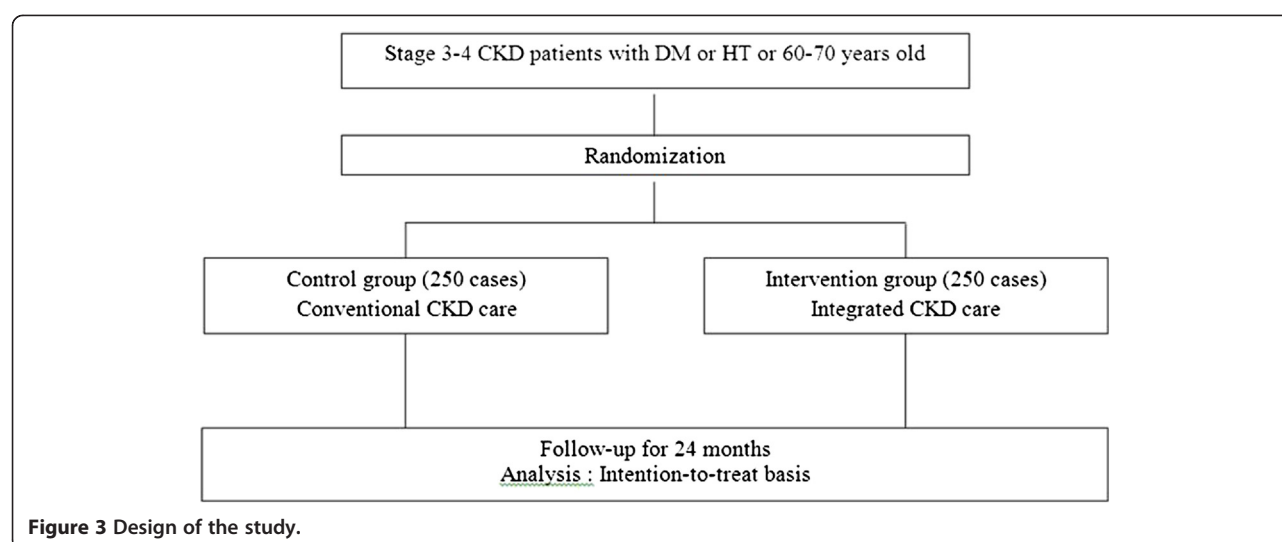 Stage 3-4 CKD patients with DM or HT or 60-70 years old
Randomization
Control group (250 cases)
Conventional CKD care
Intervention group (250 cases)
Integrated CKD care
Follow-up for 24 months
Analysis : Intention-to-treat basis
Figure 3 Design of the study.